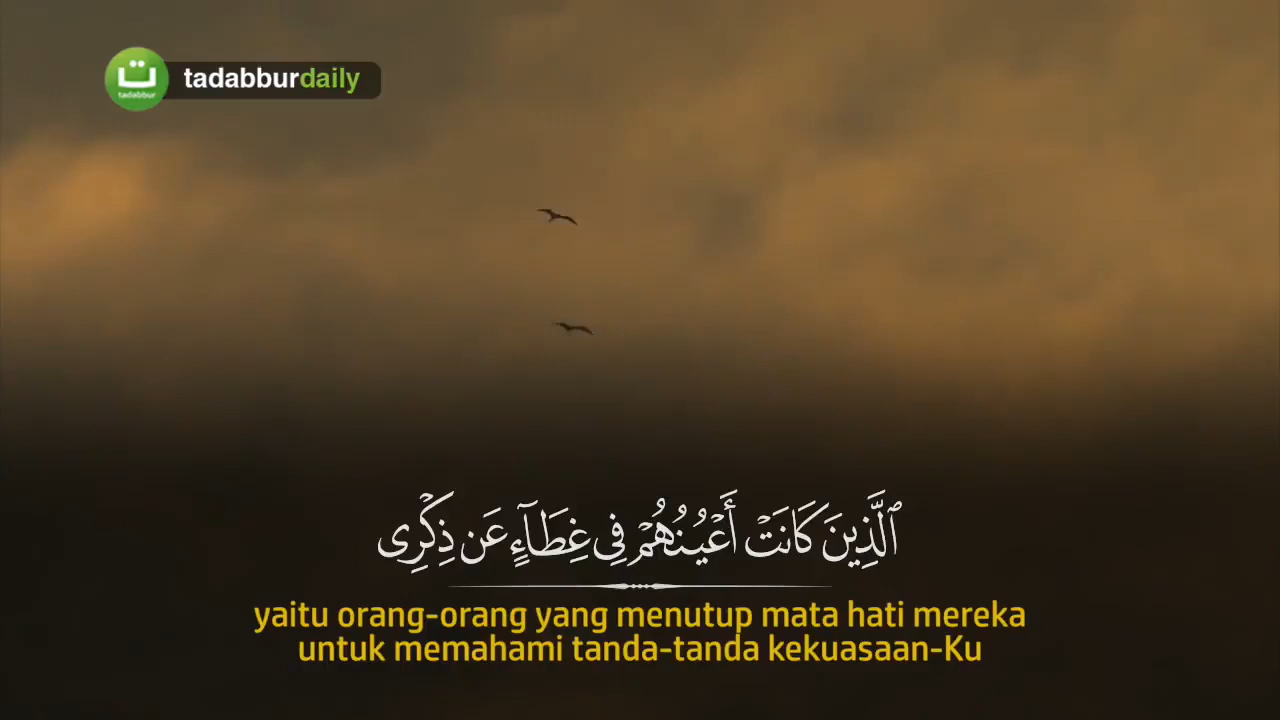 ت
tadabbur
tadabburdaily
ٱلَّذِينَ كَانَتْ أَعْيُنُهُمْ فِى غِطَآءٍ عَن ذِكْرِى
yaitu orang-orang yang menutup mata hati mereka
untuk memahami tanda-tanda kekuasaan-Ku